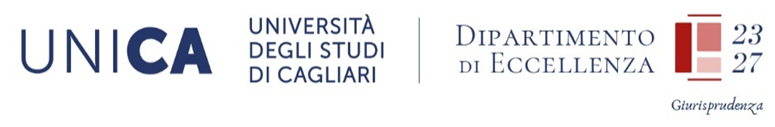 UNICA
UNIVERSITÀ
DEGLI STUDI
DI CAGLIARI
DIPARTIMENTO
DI ECCELLENZA
23
27
Giurisprudenza